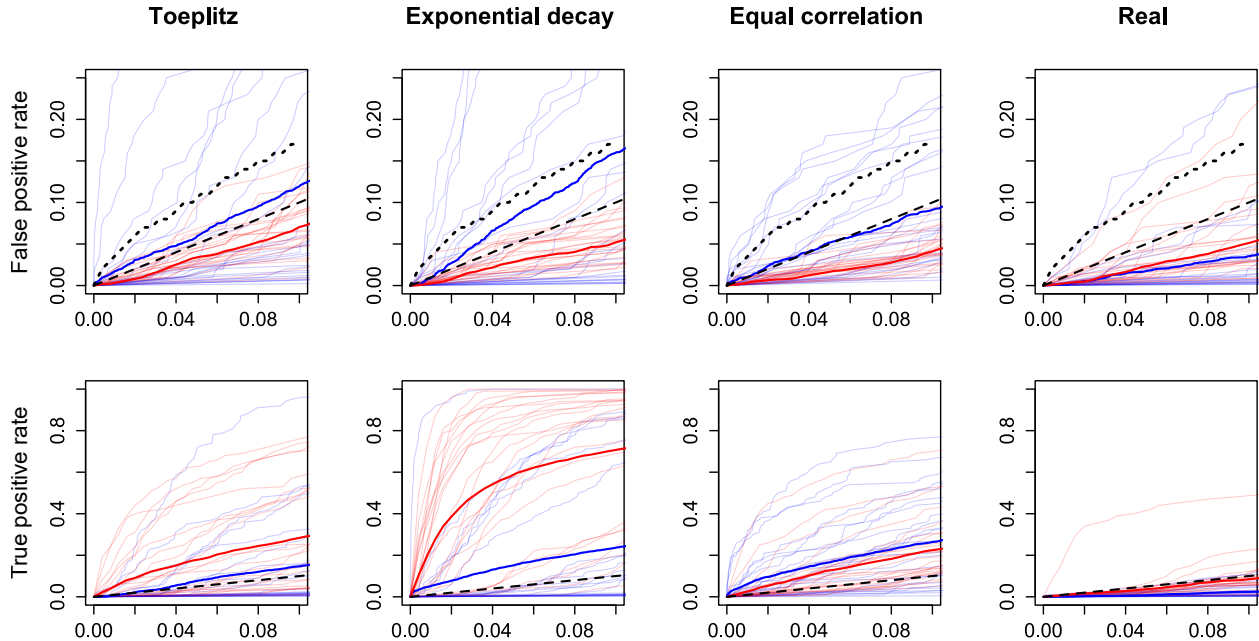 Toeplitz Exponential decay Equal correlation Real
False positive rate
0.00 0.10 0.20 0.00 0.10 0.20 0.00 0.10 0.20 0.00 0.10 0.20
0.00 0.04 0.08 0.00 0.04 0.08 0.00 0.04 0.08 0.00 0.04 0.08
True positive rate
0.0 0.4 0.8 0.0 0.4 0.8 0.0 0.4 0.8 0.0 0.4 0.8
0.00 0.04 0.08 0.00 0.04 0.08 0.00 0.04 0.08 0.00 0.04 0.08